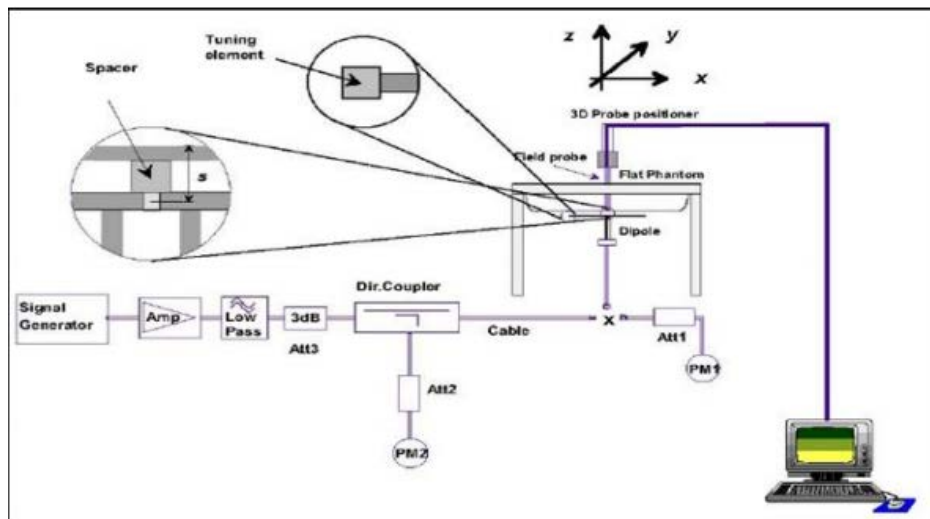 Tuning
element
Spacer
s
z
y
x
3D Probe positioner
Field probe
Flat Phantom
Dipole
Signal
Generator
Amp
Low
Pass
3dB
Att3
Dir.Coupler
Cable
x
Att1
PM1
Att2
PM2